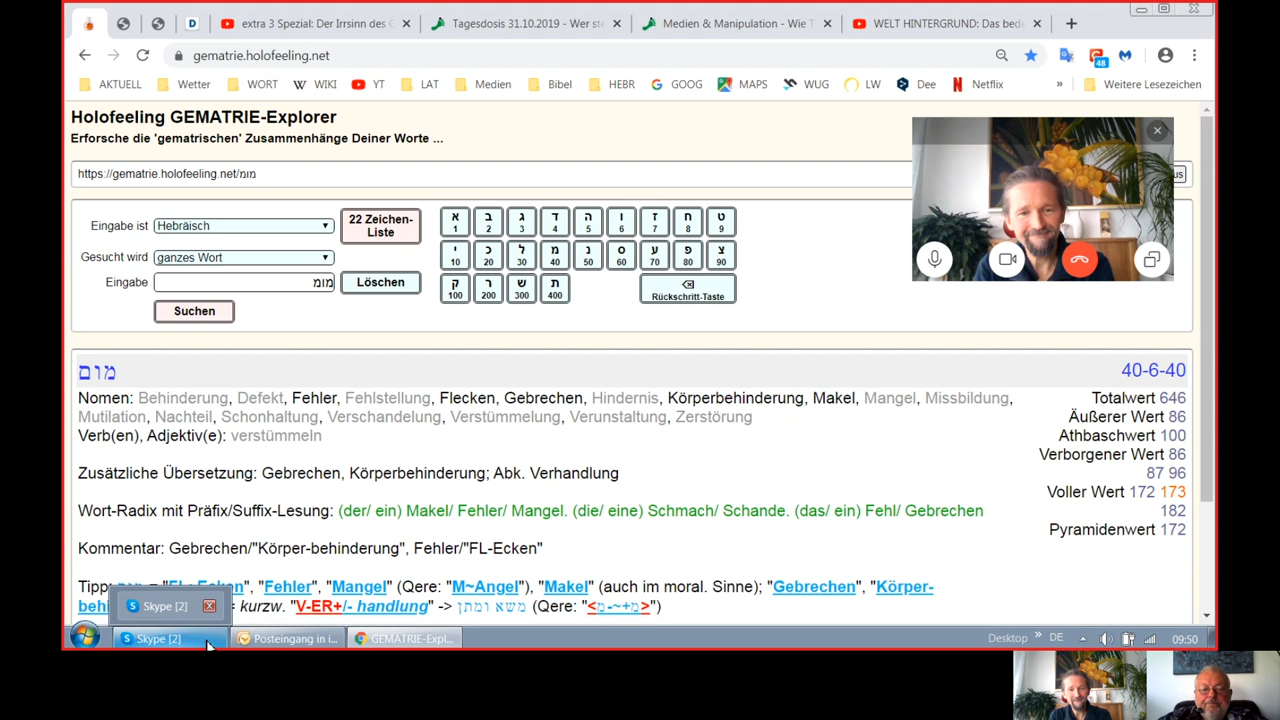 extra 3 Spezial: Der Irrsinn des G
Tagesdosis 31.10.2019 - Wer st
Medien & Manipulation - Wie T
WELT HINTERGRUND: Das bed
gematrie.holofeeling.net
48
AKTUELL Wetter WORT WIKI YT LAT Medien Bibel HEBR GOOG MAPS WUG LW Dee Netflix » Weitere Lesezeichen
Holofeeling GEMATRIE-Explorer
Erforsche die 'gematrischen' Zusammenhänge Deiner Worte ...
https://gematrie.holofeeling.net/מומ
us
Eingabe ist Hebräisch
22 Zeichen-
Liste
Gesucht wird ganzes Wort
Eingabe מומ Löschen
Suchen
א ב ג ד ה ו ז ח ט
1 2 3 4 5 6 7 8 9
י כ ל מ נ ס ע פ צ
10 20 30 40 50 60 70 80 90
ק ר ש ת
100 200 300 400
Rückschritt-Taste
מום 40-6-40
Nomen: Behinderung, Defekt, Fehler, Fehlstellung, Flecken, Gebrechen, Hindernis, Körperbehinderung, Makel, Mangel, Missbildung,
Mutilation, Nachteil, Schonhaltung, Verschandelung, Verstümmelung, Verunstaltung, Zerstörung
Verb(en), Adjektiv(e): verstümmeln
Zusätzliche Übersetzung: Gebrechen, Körperbehinderung; Abk. Verhandlung
Wort-Radix mit Präfix/Suffix-Lesung: (der/ ein) Makel/ Fehler/ Mangel. (die/ eine) Schmach/ Schande. (das/ ein) Fehl/ Gebrechen
Kommentar: Gebrechen/"Körper-behinderung", Fehler/"FL-Ecken"
Totalwert 646
Äußerer Wert 86
Athbaschwert 100
Verborgener Wert 86
87 96
Voller Wert 172 173
182
Pyramidenwert 172
Tipp: מום = "FL-Ecken", "Fehler", "Mangel" (Qere: "M~Angel"), "Makel" (auch im moral. Sinne); "Gebrechen", "Körper-
behi = kurzw. "V-ER+/- handlung" -> משא ומתן (Qere: "<מ+~-מ>")
Skype [2]
Skype [2] Posteingang in i... GEMATRIE-Expl...
Desktop » DE 09:50